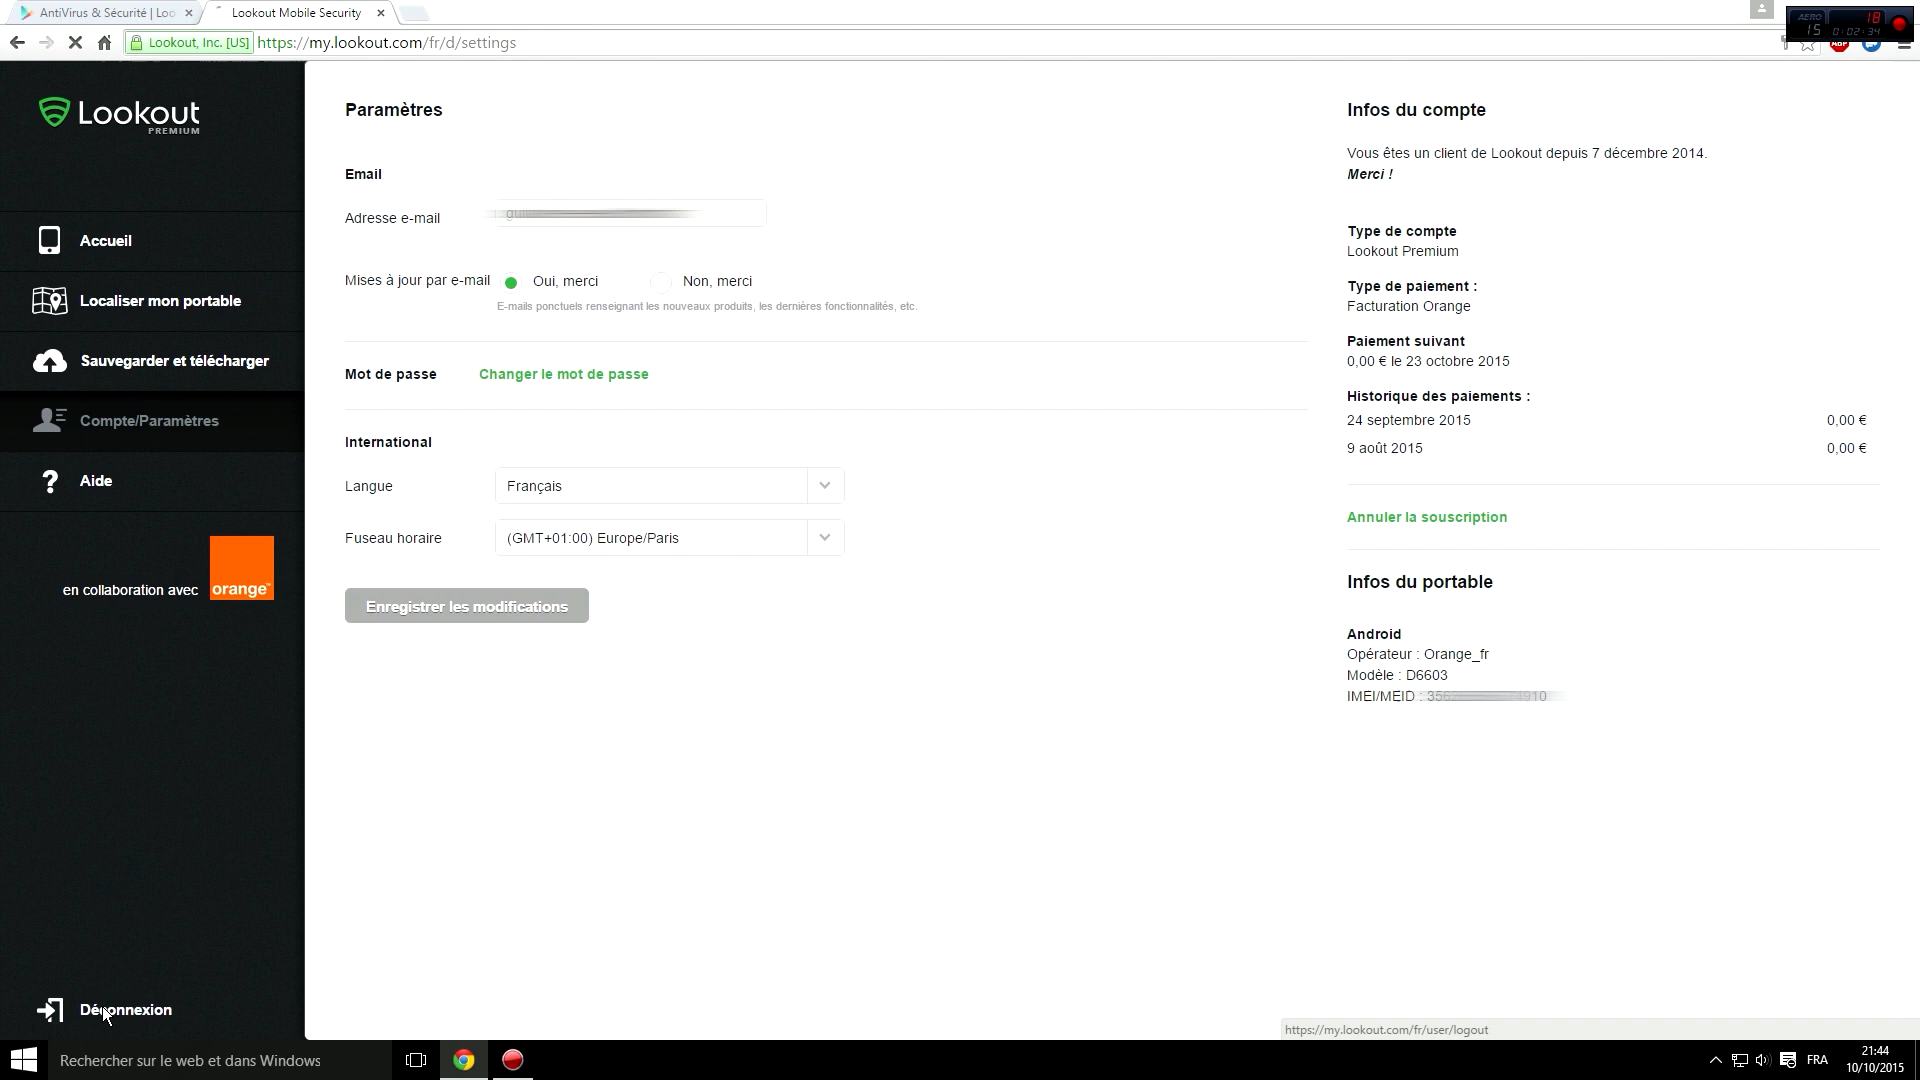 AntiVirus & Sécurité | Loo
Lookout Mobile Security
Lookout, Inc. [US]
https://my.lookout.com/fr/d/settings
AERO
18
15
0:02:34
ABP
Lookout
PREMIUM
Accueil
Localiser mon portable
Sauvegarder et télécharger
Compte/Paramètres
Aide
en collaboration avec
orange™
Déconnexion
Paramètres
Email
Adresse e-mail
Mises à jour par e-mail
Oui, merci
Non, merci
E-mails ponctuels renseignant les nouveaux produits, les dernières fonctionnalités, etc.
Mot de passe
Changer le mot de passe
International
Langue
Français
Fuseau horaire
(GMT+01:00) Europe/Paris
Enregistrer les modifications
Infos du compte
Vous êtes un client de Lookout depuis 7 décembre 2014.
Merci !
Type de compte
Lookout Premium
Type de paiement :
Facturation Orange
Paiement suivant
0,00 € le 23 octobre 2015
Historique des paiements :
24 septembre 2015 0,00 €
9 août 2015 0,00 €
Annuler la souscription
Infos du portable
Android
Opérateur : Orange_fr
Modèle : D6603
IMEI/MEID :
https://my.lookout.com/fr/user/logout
Rechercher sur le web et dans Windows
FRA
21:44
10/10/2015